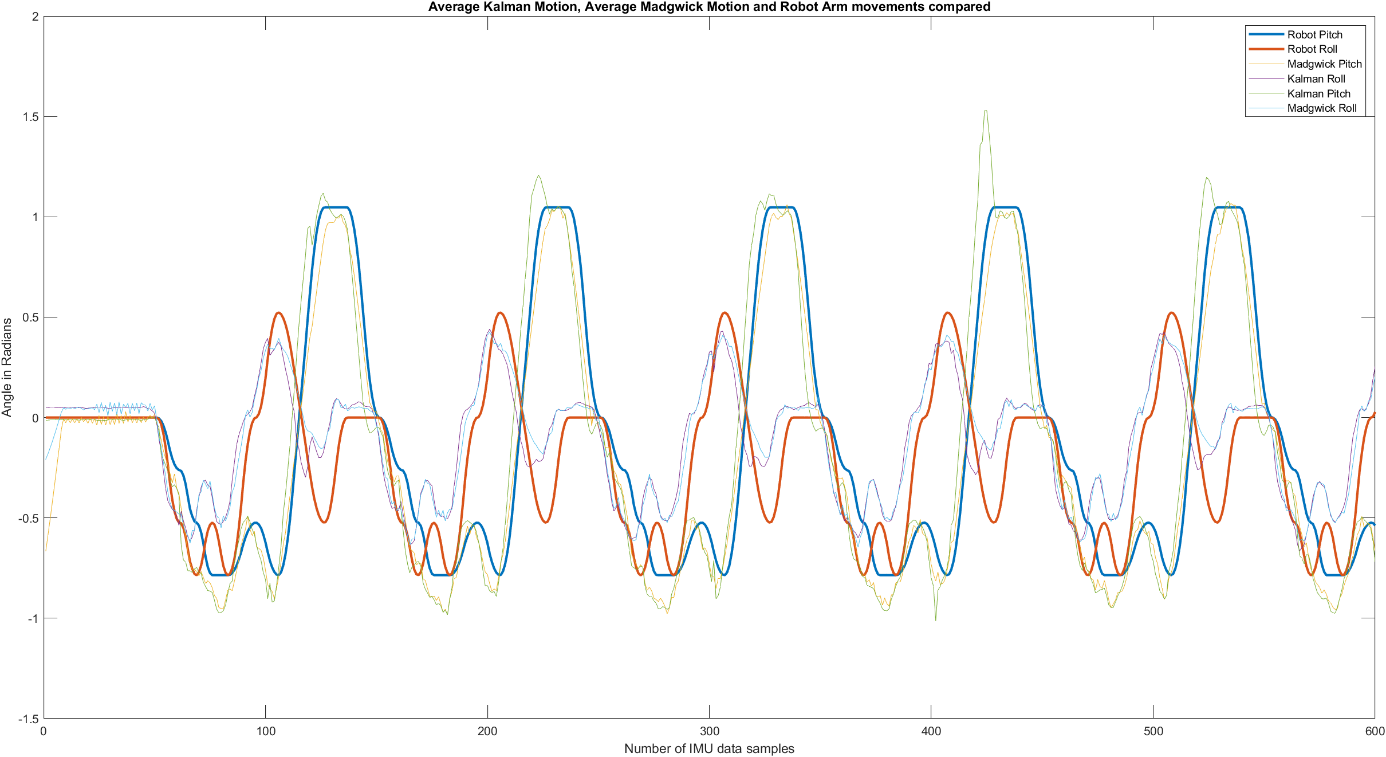 Average Kalman Motion, Average Madgwick Motion and Robot Arm movements compared
2
1.5
1
0.5
0
-0.5
-1
-1.5
Angle in Radians
Robot Pitch
Robot Roll
Madgwick Pitch
Kalman Roll
Kalman Pitch
Madgwick Roll
0 100 200 300 400 500 600
Number of IMU data samples